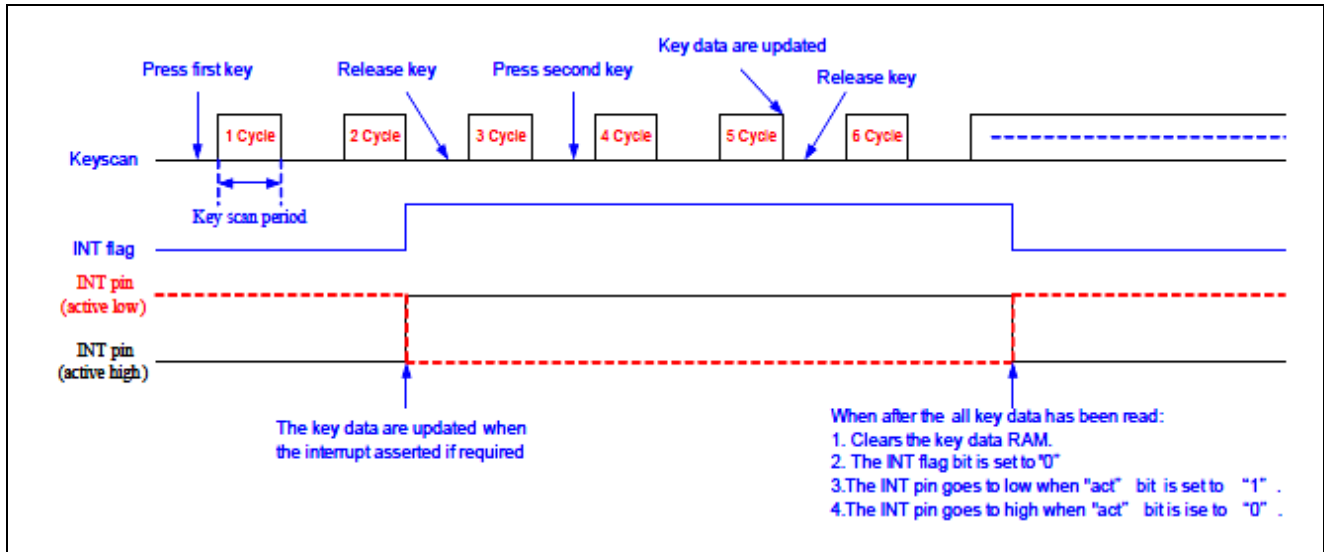 Key data are updated
Press first key
Release key
Press second key
Release key
1 Cycle
2 Cycle
3 Cycle
4 Cycle
5 Cycle
6 Cycle
Keyscan
Key scan period
INT flag
INT pin
(active low)
INT pin
(active high)
The key data are updated when
the interrupt asserted if required
When after the all key data has been read:
1. Clears the key data RAM.
2. The INT flag bit is set to "0"
3.The INT pin goes to low when "act" bit is set to "1" .
4.The INT pin goes to high when "act" bit is ise to "0" .